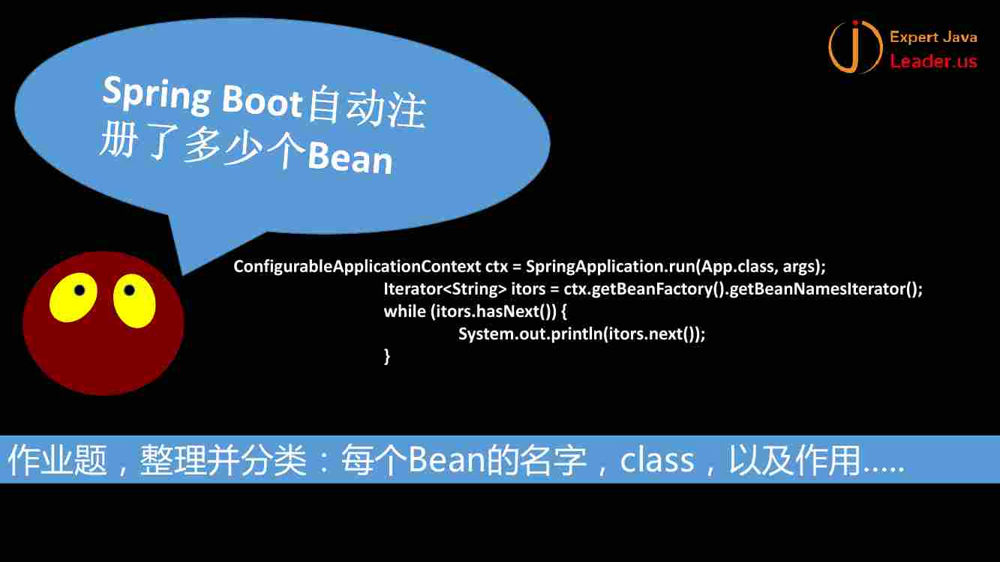 Expert Java
Leader.us
Spring Boot自动注
册了多少个Bean
ConfigurableApplicationContext ctx = SpringApplication.run(App.class, args);
Iterator<String> itors = ctx.getBeanFactory().getBeanNamesIterator();
while (itors.hasNext()) {
System.out.println(itors.next());
}
作业题，整理并分类：每个Bean的名字，class，以及作用.....